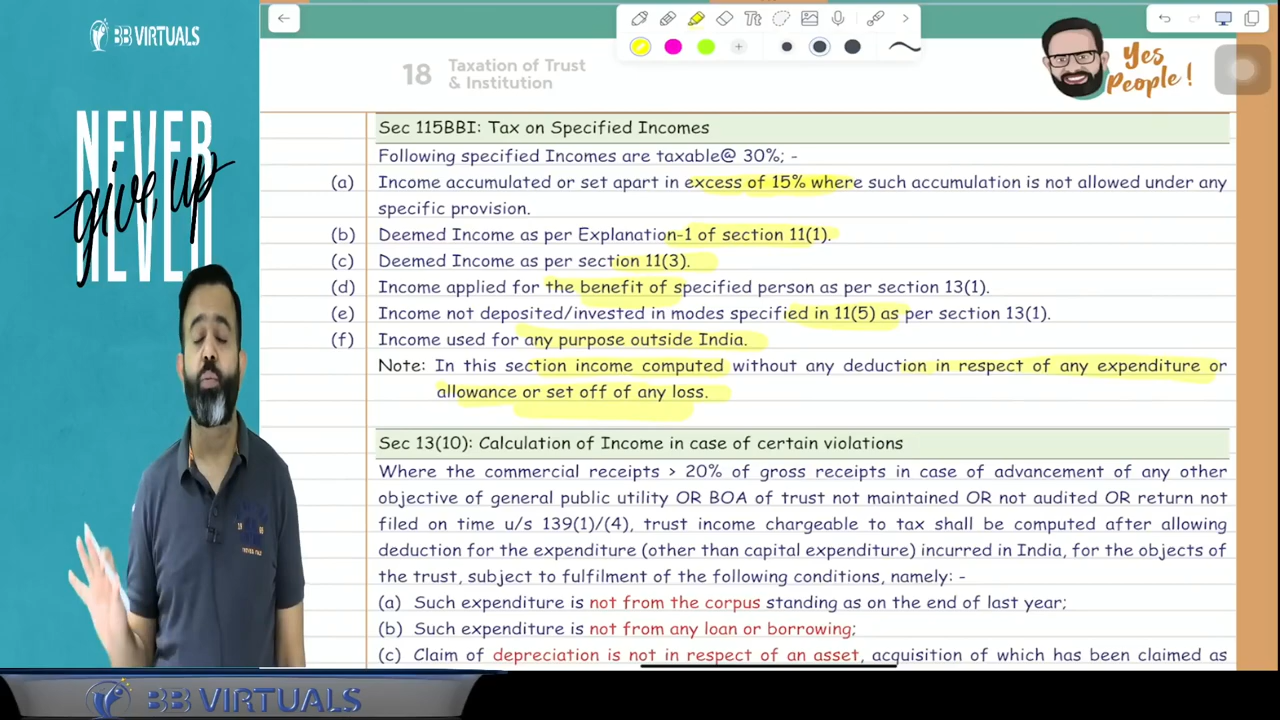 BB VIRTUALS
NEVER
give up
NEVER
18
Taxation of Trust
& Institution
Tt
Yes
People!
Sec 115BBI: Tax on Specified Incomes
Following specified Incomes are taxable@ 30%; -
(a) Income accumulated or set apart in excess of 15% where such accumulation is not allowed under any
specific provision.
(b) Deemed Income as per Explanation-1 of section 11(1).
(c) Deemed Income as per section 11(3).
(d) Income applied for the benefit of specified person as per section 13(1).
(e) Income not deposited/invested in modes specified in 11(5) as per section 13(1).
(f) Income used for any purpose outside India.
Note: In this section income computed without any deduction in respect of any expenditure or
allowance or set off of any loss.
Sec 13(10): Calculation of Income in case of certain violations
Where the commercial receipts > 20% of gross receipts in case of advancement of any other
objective of general public utility OR BOA of trust not maintained OR not audited OR return not
filed on time u/s 139(1)/(4), trust income chargeable to tax shall be computed after allowing
deduction for the expenditure (other than capital expenditure) incurred in India, for the objects of
the trust, subject to fulfilment of the following conditions, namely: -
(a) Such expenditure is not from the corpus standing as on the end of last year;
(b) Such expenditure is not from any loan or borrowing;
(c) Claim of depreciation is not in respect of an asset, acquisition of which has been claimed as
BB VIRTUALS